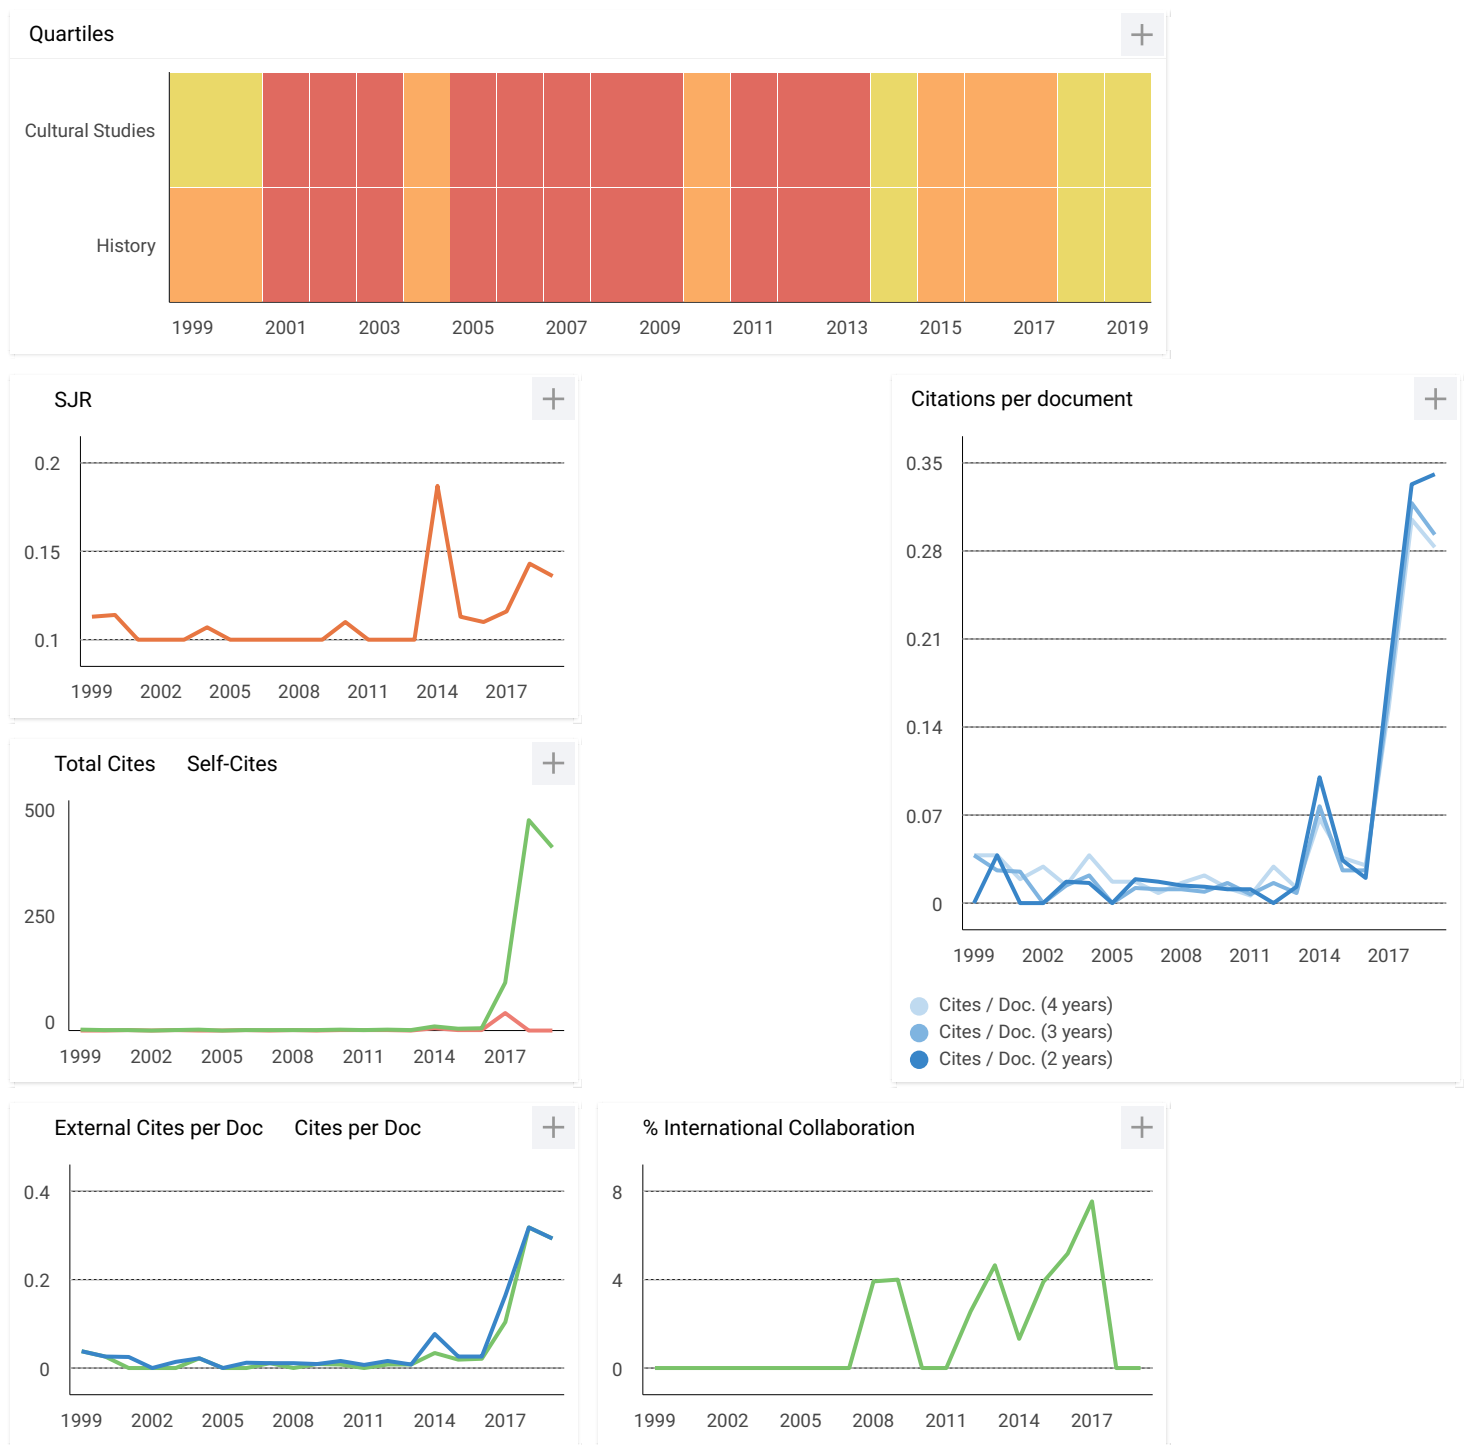 Quartiles
Cultural Studies
History
1999 2001 2003 2005 2007 2009 2011 2013 2015 2017 2019
SJR
0.2
0.15
0.1
1999 2002 2005 2008 2011 2014 2017
Citations per document
0.35
0.28
0.21
0.14
0.07
0
1999 2002 2005 2008 2011 2014 2017
Cites / Doc. (4 years)
Cites / Doc. (3 years)
Cites / Doc. (2 years)
Total Cites Self-Cites
500
250
0
1999 2002 2005 2008 2011 2014 2017
External Cites per Doc Cites per Doc
0.4
0.2
0
1999 2002 2005 2008 2011 2014 2017
% International Collaboration
8
4
0
1999 2002 2005 2008 2011 2014 2017